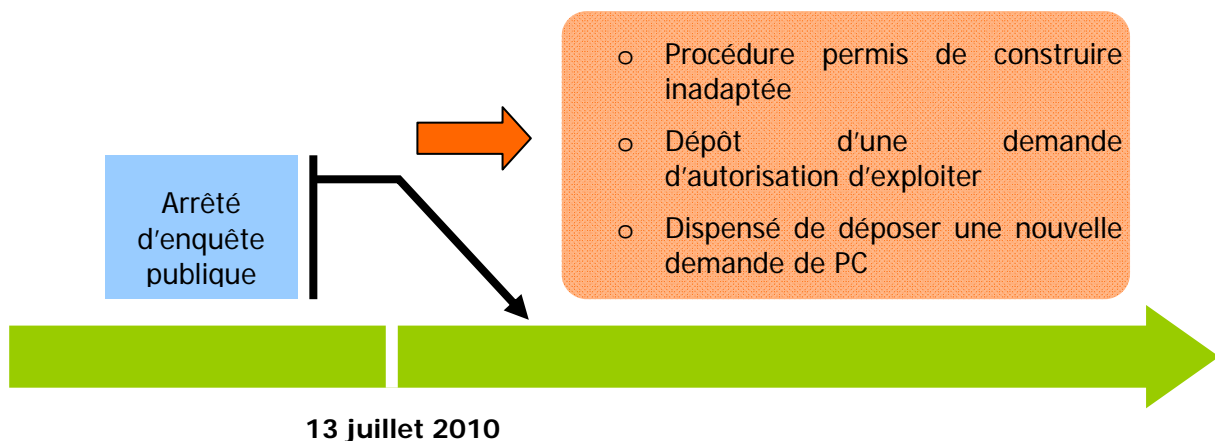 o Procédure permis de construire
inadaptée
o Dépôt d'une demande
d'autorisation d'exploiter
o Dispensé de déposer une nouvelle
demande de PC
Arrêté
d'enquête
publique
13 juillet 2010